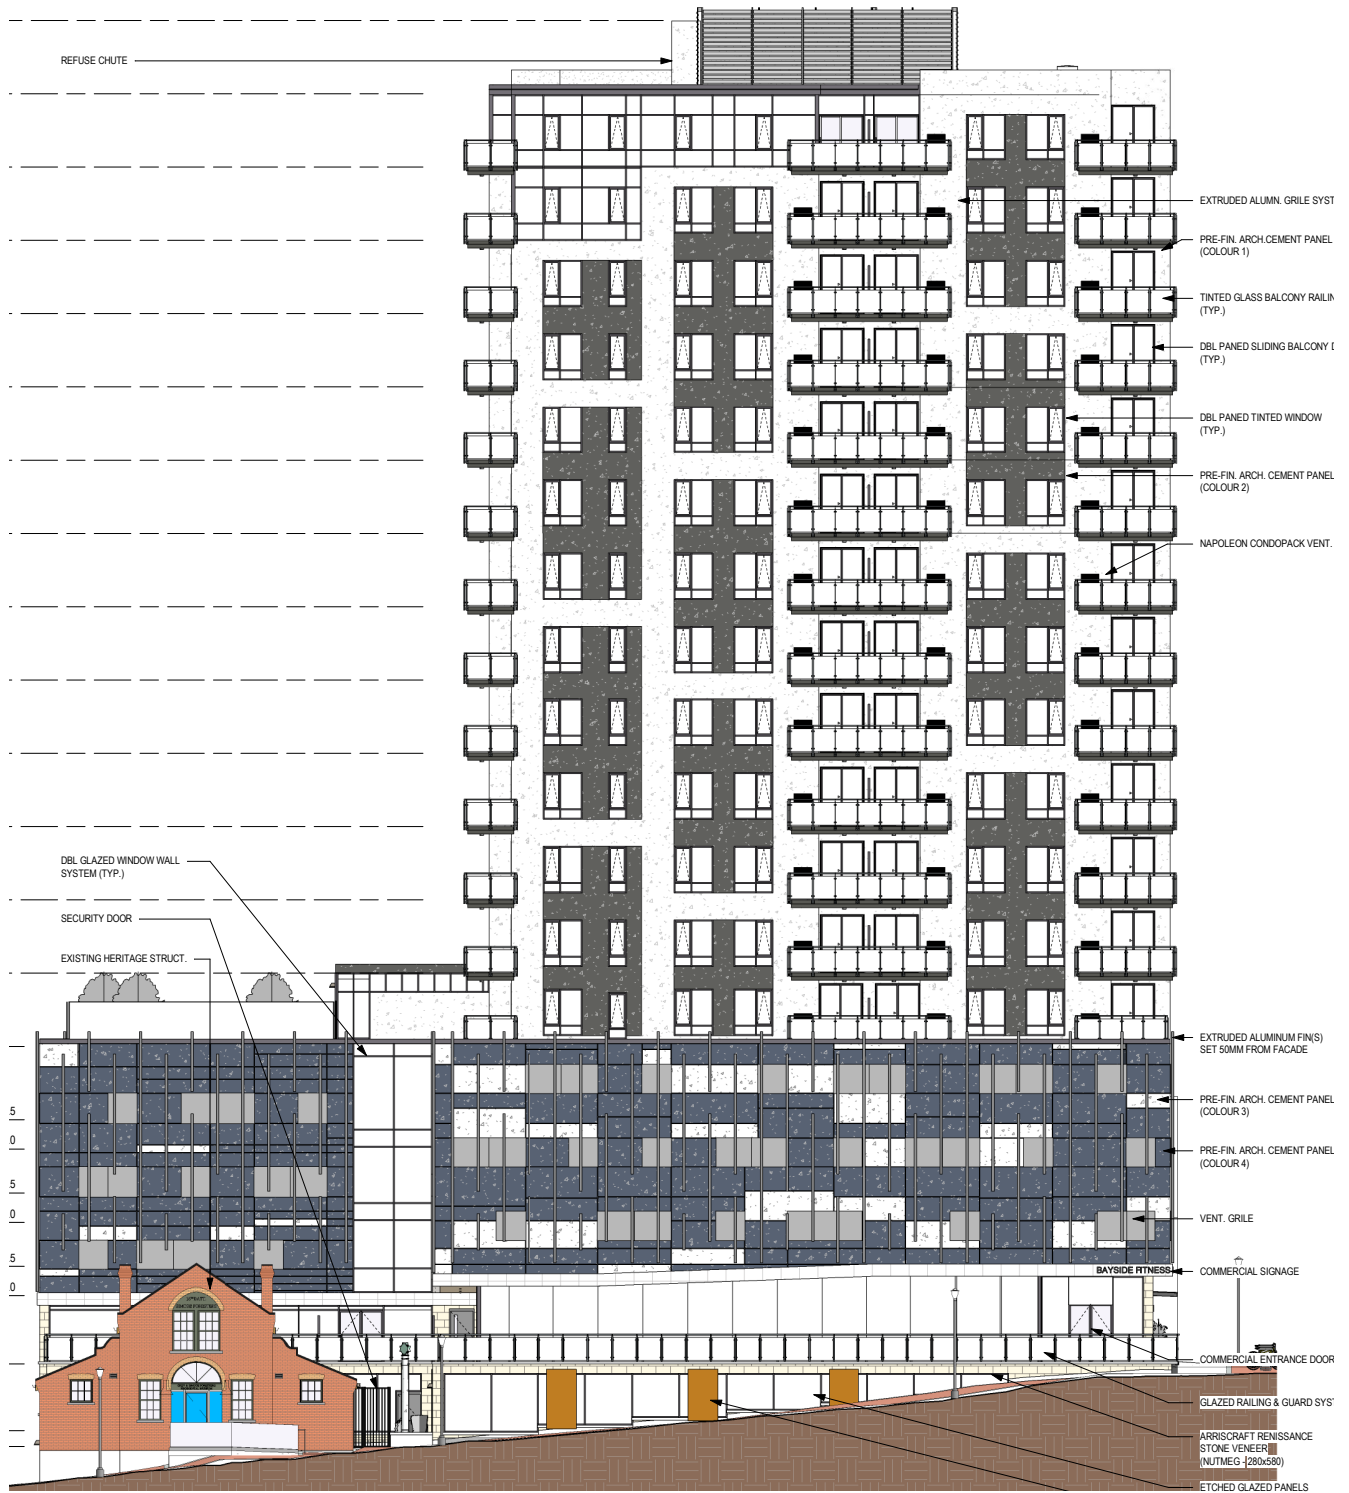 REFUSE CHUTE
EXTRUDED ALUMN. GRILE SYST
PRE-FIN. ARCH.CEMENT PANEL
(COLOUR 1)
TINTED GLASS BALCONY RAILIN
(TYP.)
DBL PANED SLIDING BALCONY D
(TYP.)
DBL PANED TINTED WINDOW
(TYP.)
PRE-FIN. ARCH. CEMENT PANEL
(COLOUR 2)
NAPOLEON CONDOPACK VENT.
DBL GLAZED WINDOW WALL
SYSTEM (TYP.)
SECURITY DOOR
EXISTING HERITAGE STRUCT.
EXTRUDED ALUMINUM FIN(S)
SET 50MM FROM FACADE
PRE-FIN. ARCH. CEMENT PANEL
(COLOUR 3)
PRE-FIN. ARCH. CEMENT PANEL
(COLOUR 4)
VENT. GRILE
5
0
5
0
5
0
BAYSIDE FITNESS
COMMERCIAL SIGNAGE
COMMERCIAL ENTRANCE DOOR
GLAZED RAILING & GUARD SYS
ARRISCRAFT RENISSANCE
STONE VENEER
(NUTMEG - 280x580)
ETCHED GLAZED PANELS